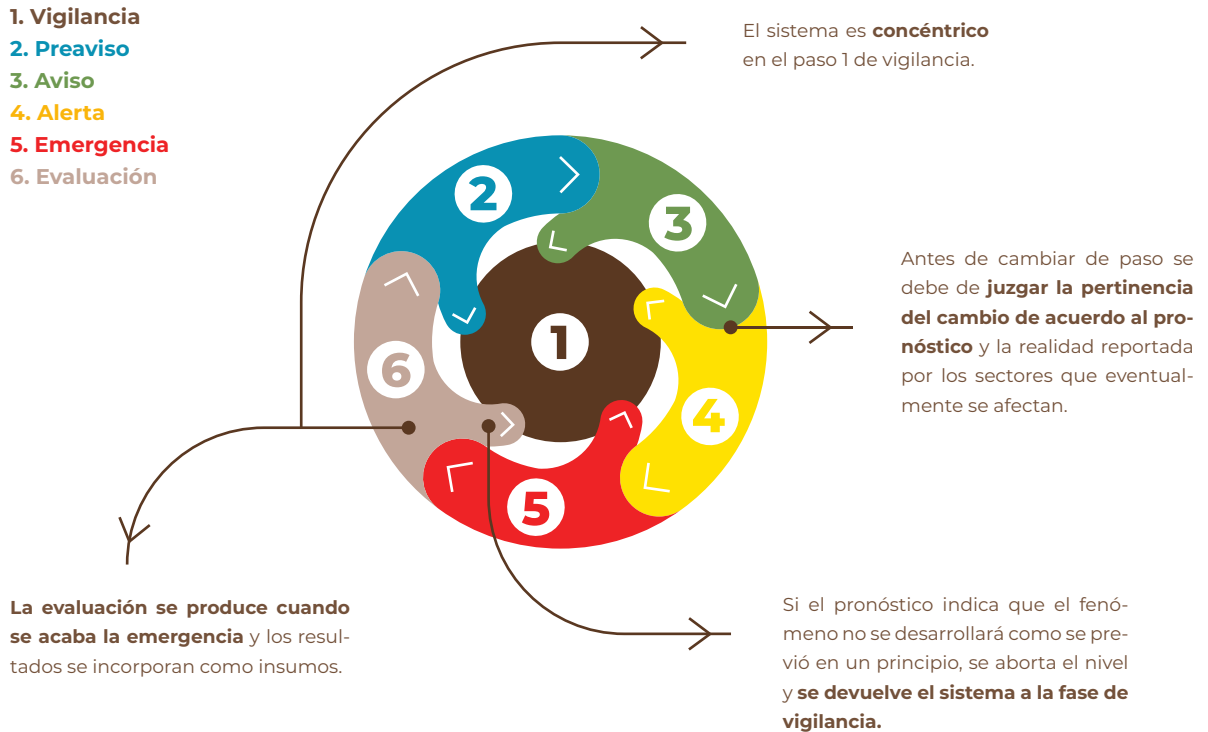 1. Vigilancia
2. Preaviso
3. Aviso
4. Alerta
5. Emergencia
6. Evaluación
El sistema es concéntrico
en el paso 1 de vigilancia.
2
3
1
6
4
5
Antes de cambiar de paso se
debe de juzgar la pertinencia
del cambio de acuerdo al pro-
nóstico y la realidad reportada
por los sectores que eventual-
mente se afectan.
La evaluación se produce cuando
se acaba la emergencia y los resul-
tados se incorporan como insumos.
Si el pronóstico indica que el fenó-
meno no se desarrollará como se pre-
vió en un principio, se aborta el nivel
y se devuelve el sistema a la fase de
vigilancia.